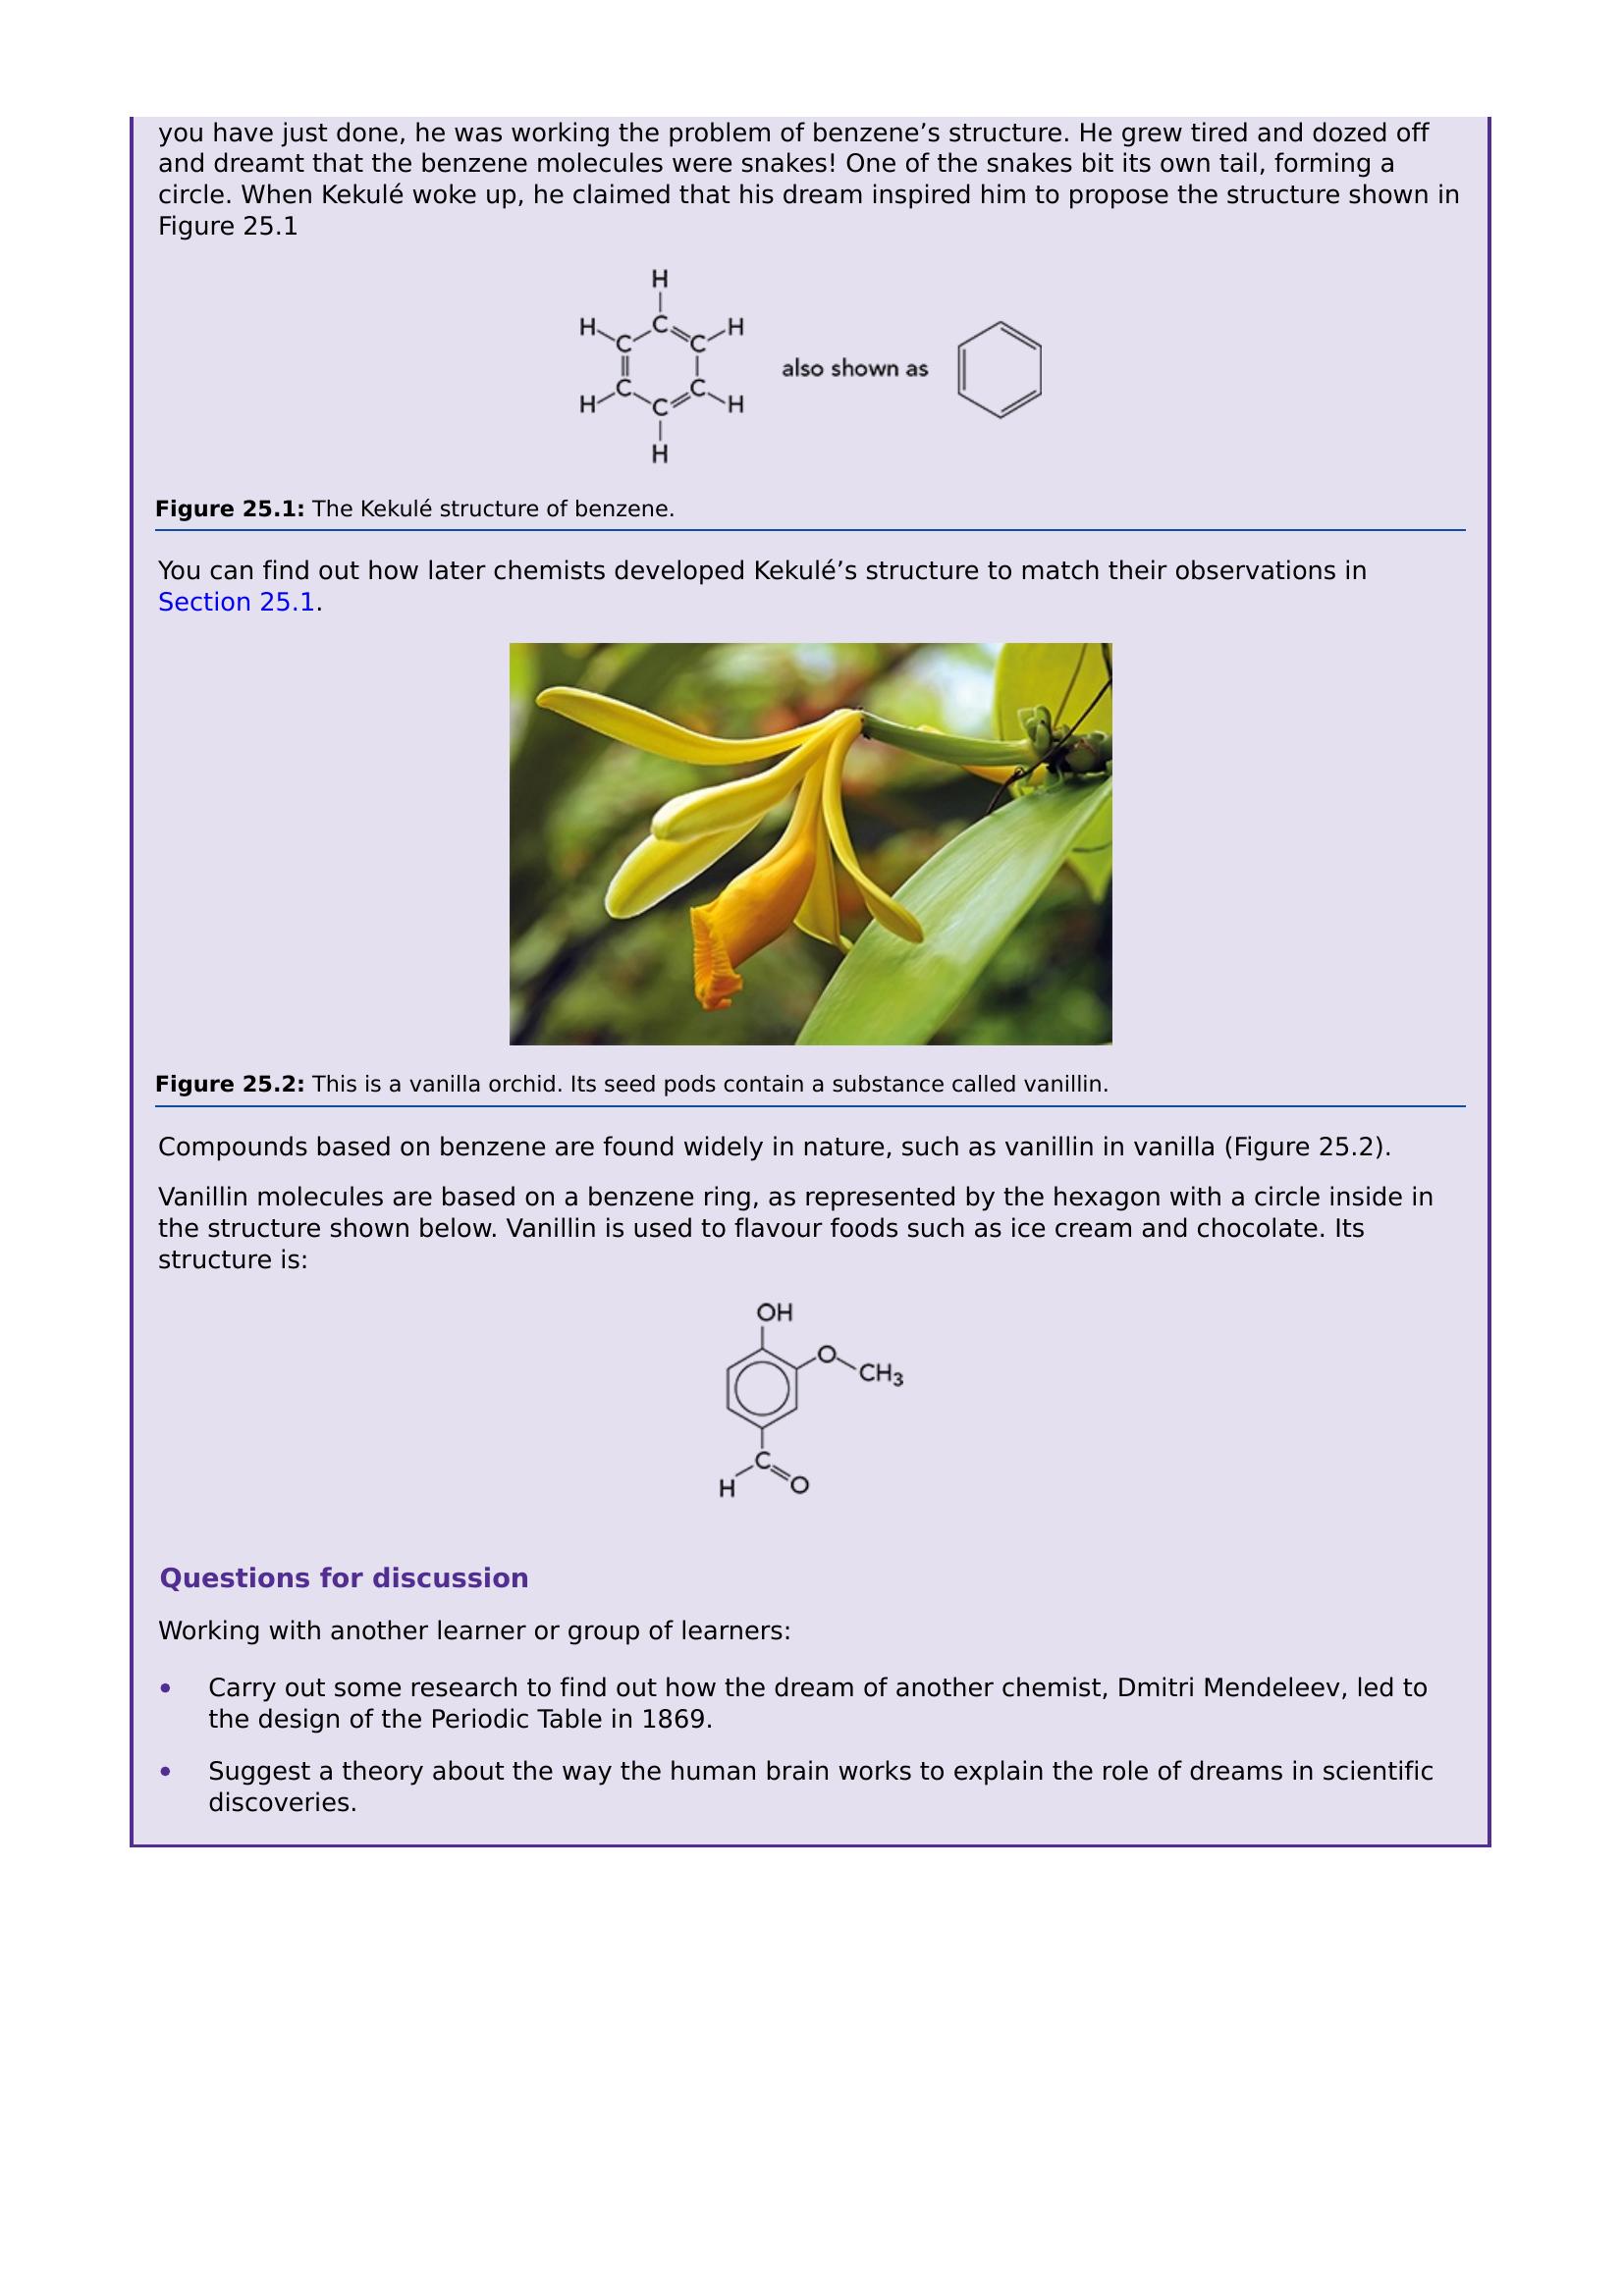 you have just done, he was working the problem of benzene’s structure. He grew tired and dozed off
and dreamt that the benzene molecules were snakes! One of the snakes bit its own tail, forming a
circle. When Kekulé woke up, he claimed that his dream inspired him to propose the structure shown in
Figure 25.1
H
H C C H
also shown as
H C C C H
H
Figure 25.1: The Kekulé structure of benzene.
You can find out how later chemists developed Kekulé’s structure to match their observations in
Section 25.1.
Figure 25.2: This is a vanilla orchid. Its seed pods contain a substance called vanillin.
Compounds based on benzene are found widely in nature, such as vanillin in vanilla (Figure 25.2).
Vanillin molecules are based on a benzene ring, as represented by the hexagon with a circle inside in
the structure shown below. Vanillin is used to flavour foods such as ice cream and chocolate. Its
structure is:
OH
O
CH3
C
H O
Questions for discussion
Working with another learner or group of learners:
• Carry out some research to find out how the dream of another chemist, Dmitri Mendeleev, led to
the design of the Periodic Table in 1869.
• Suggest a theory about the way the human brain works to explain the role of dreams in scientific
discoveries.